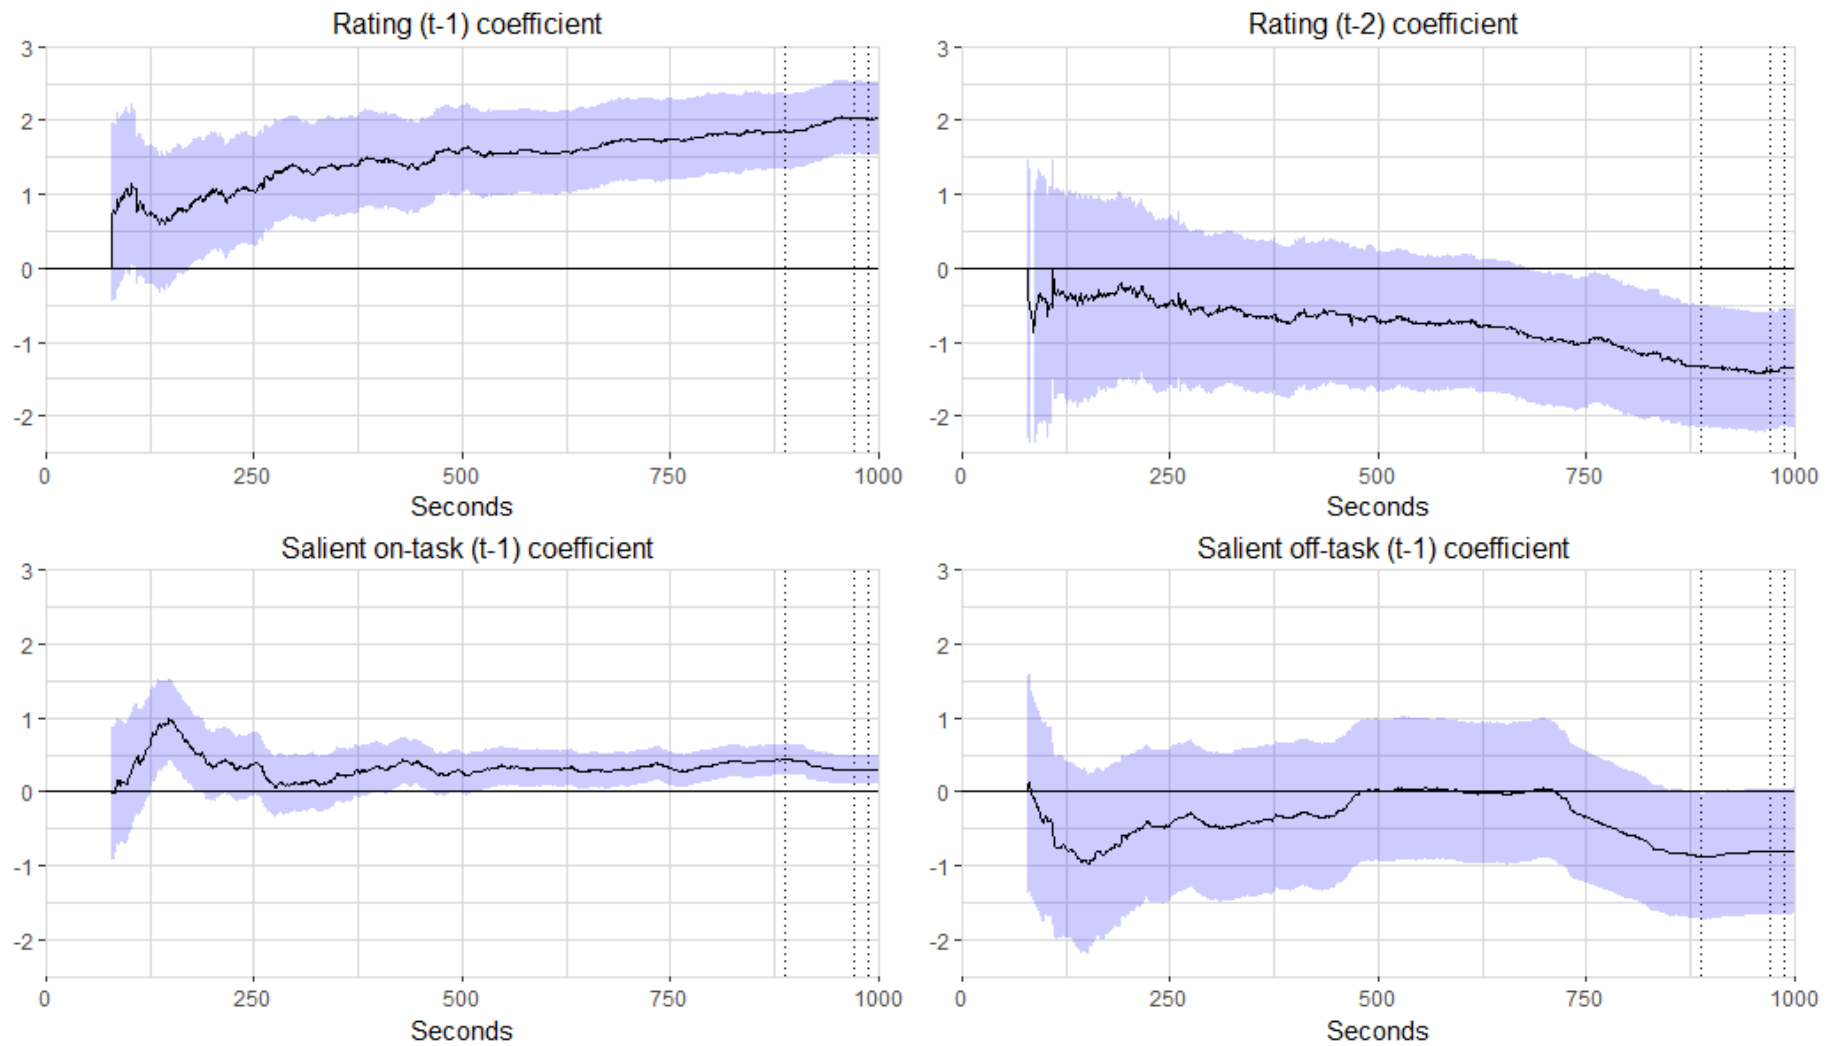 Rating (t-1) coefficient
3
2
1
0
-1
-2
0 250 500 750 1000
Seconds
Rating (t-2) coefficient
3
2
1
0
-1
-2
0 250 500 750 1000
Seconds
Salient on-task (t-1) coefficient
3
2
1
0
-1
-2
0 250 500 750 1000
Seconds
Salient off-task (t-1) coefficient
3
2
1
0
-1
-2
0 250 500 750 1000
Seconds